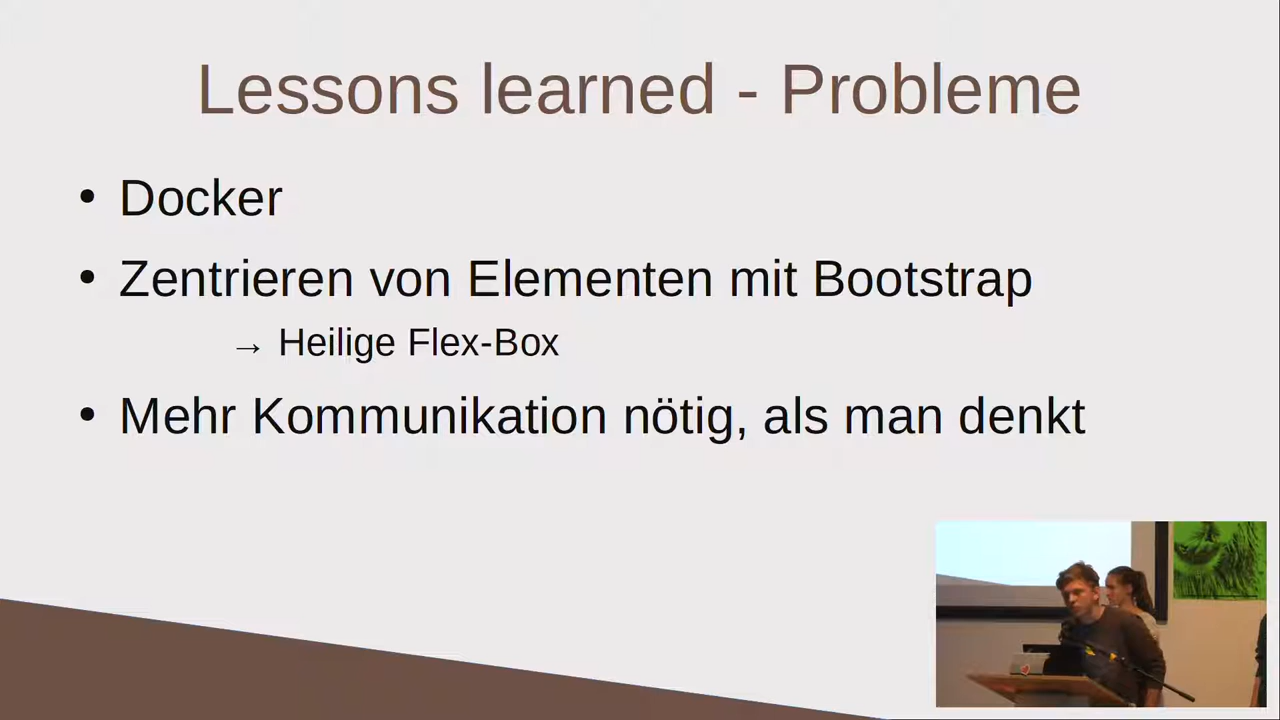 Lessons learned - Probleme
• Docker
• Zentrieren von Elementen mit Bootstrap
→ Heilige Flex-Box
• Mehr Kommunikation nötig, als man denkt